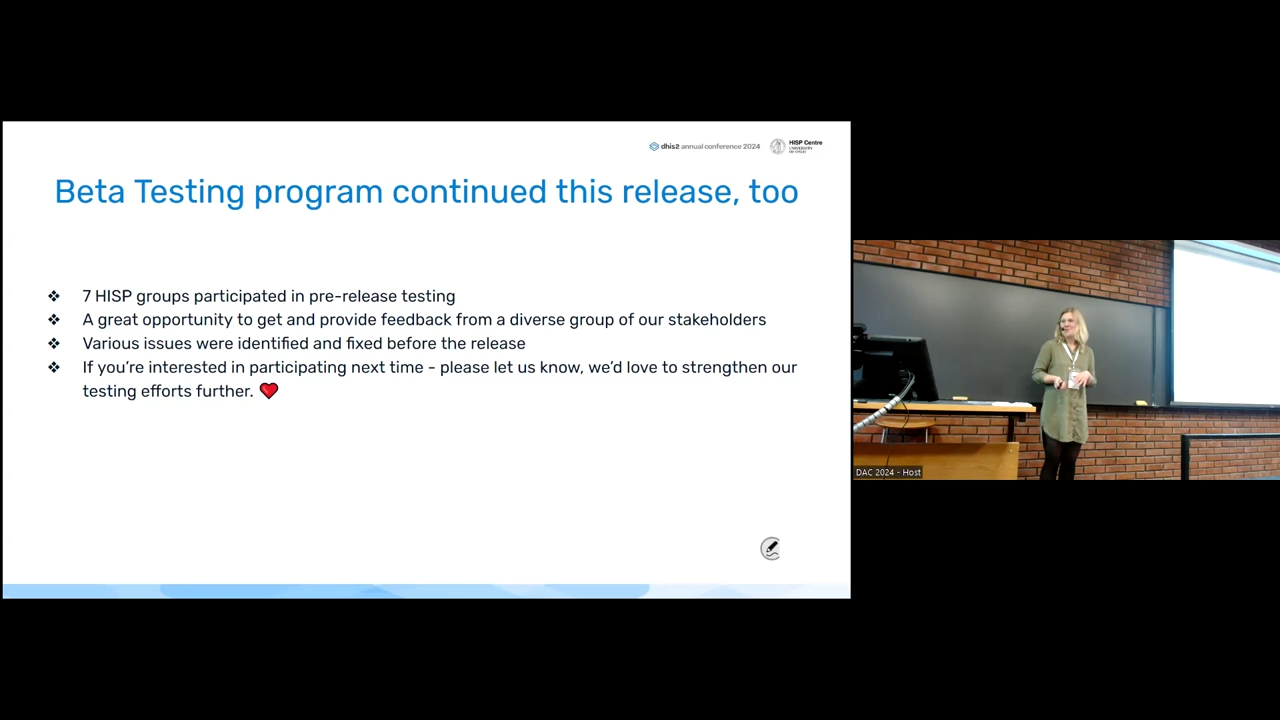 dhis2 annual conference 2024
HISP Centre
UNIVERSITY
OF OSLO
Beta Testing program continued this release, too
❖ 7 HISP groups participated in pre-release testing
❖ A great opportunity to get and provide feedback from a diverse group of our stakeholders
❖ Various issues were identified and fixed before the release
❖ If you’re interested in participating next time - please let us know, we’d love to strengthen our
testing efforts further. ❤️
DAC 2024 - Host